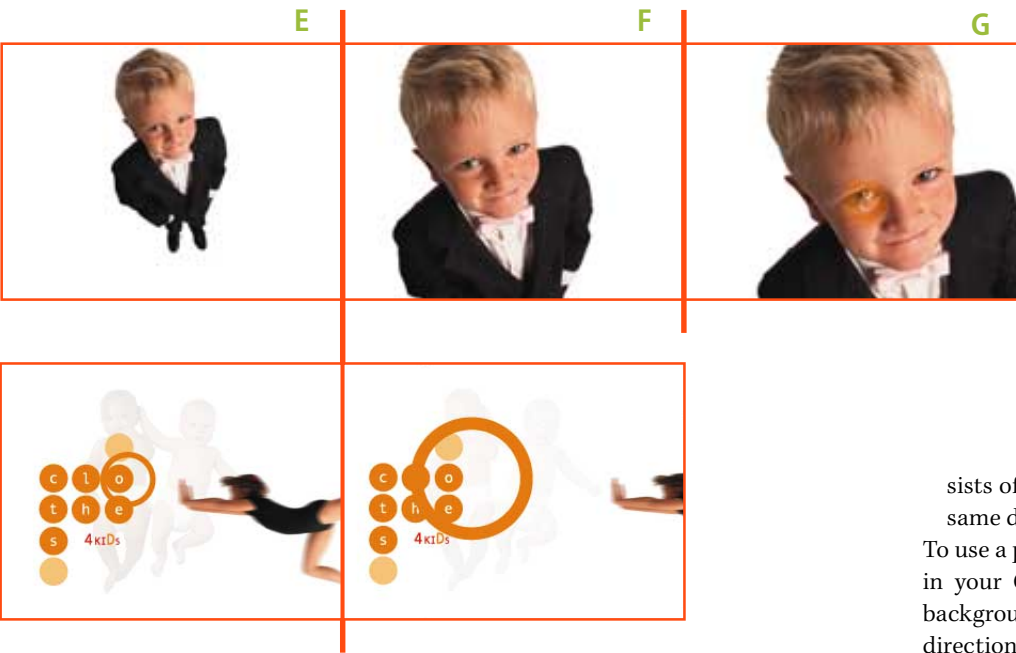 E
F
G
c l o
t h e
s
4KIDs
c o
t h e
s
4KIDs
sists of
same d
To use a p
in your
backgrou
direction